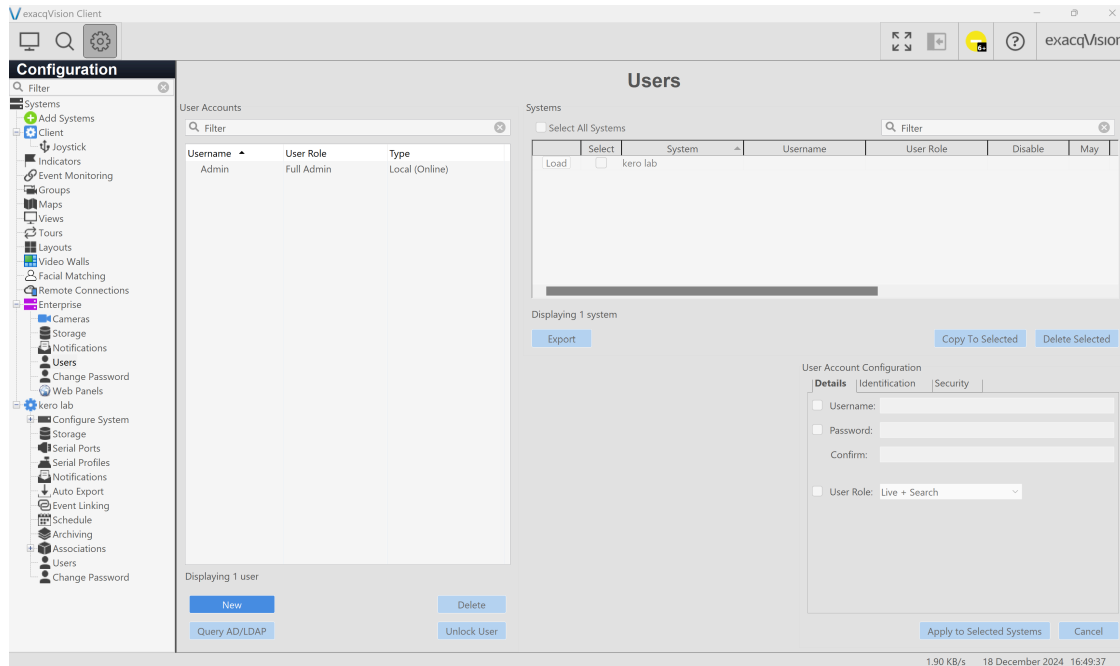 exacqVision Client
6+
exacqVision
Configuration
Filter
Systems
Add Systems
Client
Joystick
Indicators
Event Monitoring
Groups
Maps
Views
Tours
Layouts
Video Walls
Facial Matching
Remote Connections
Enterprise
Cameras
Storage
Notifications
Users
Change Password
Web Panels
kero lab
Configure System
Storage
Serial Ports
Serial Profiles
Notifications
Auto Export
Event Linking
Schedule
Archiving
Associations
Users
Change Password
Users
User Accounts
Filter
Username User Role Type
Admin Full Admin Local (Online)
Displaying 1 user
New Delete
Query AD/LDAP Unlock User
Systems
Select All Systems Filter
Select System Username User Role Disable May
Load kero lab
Displaying 1 system
Export Copy To Selected Delete Selected
User Account Configuration
Details Identification Security
Username:
Password:
Confirm:
User Role: Live + Search
Apply to Selected Systems Cancel
1.90 KB/s 18 December 2024 16:49:37